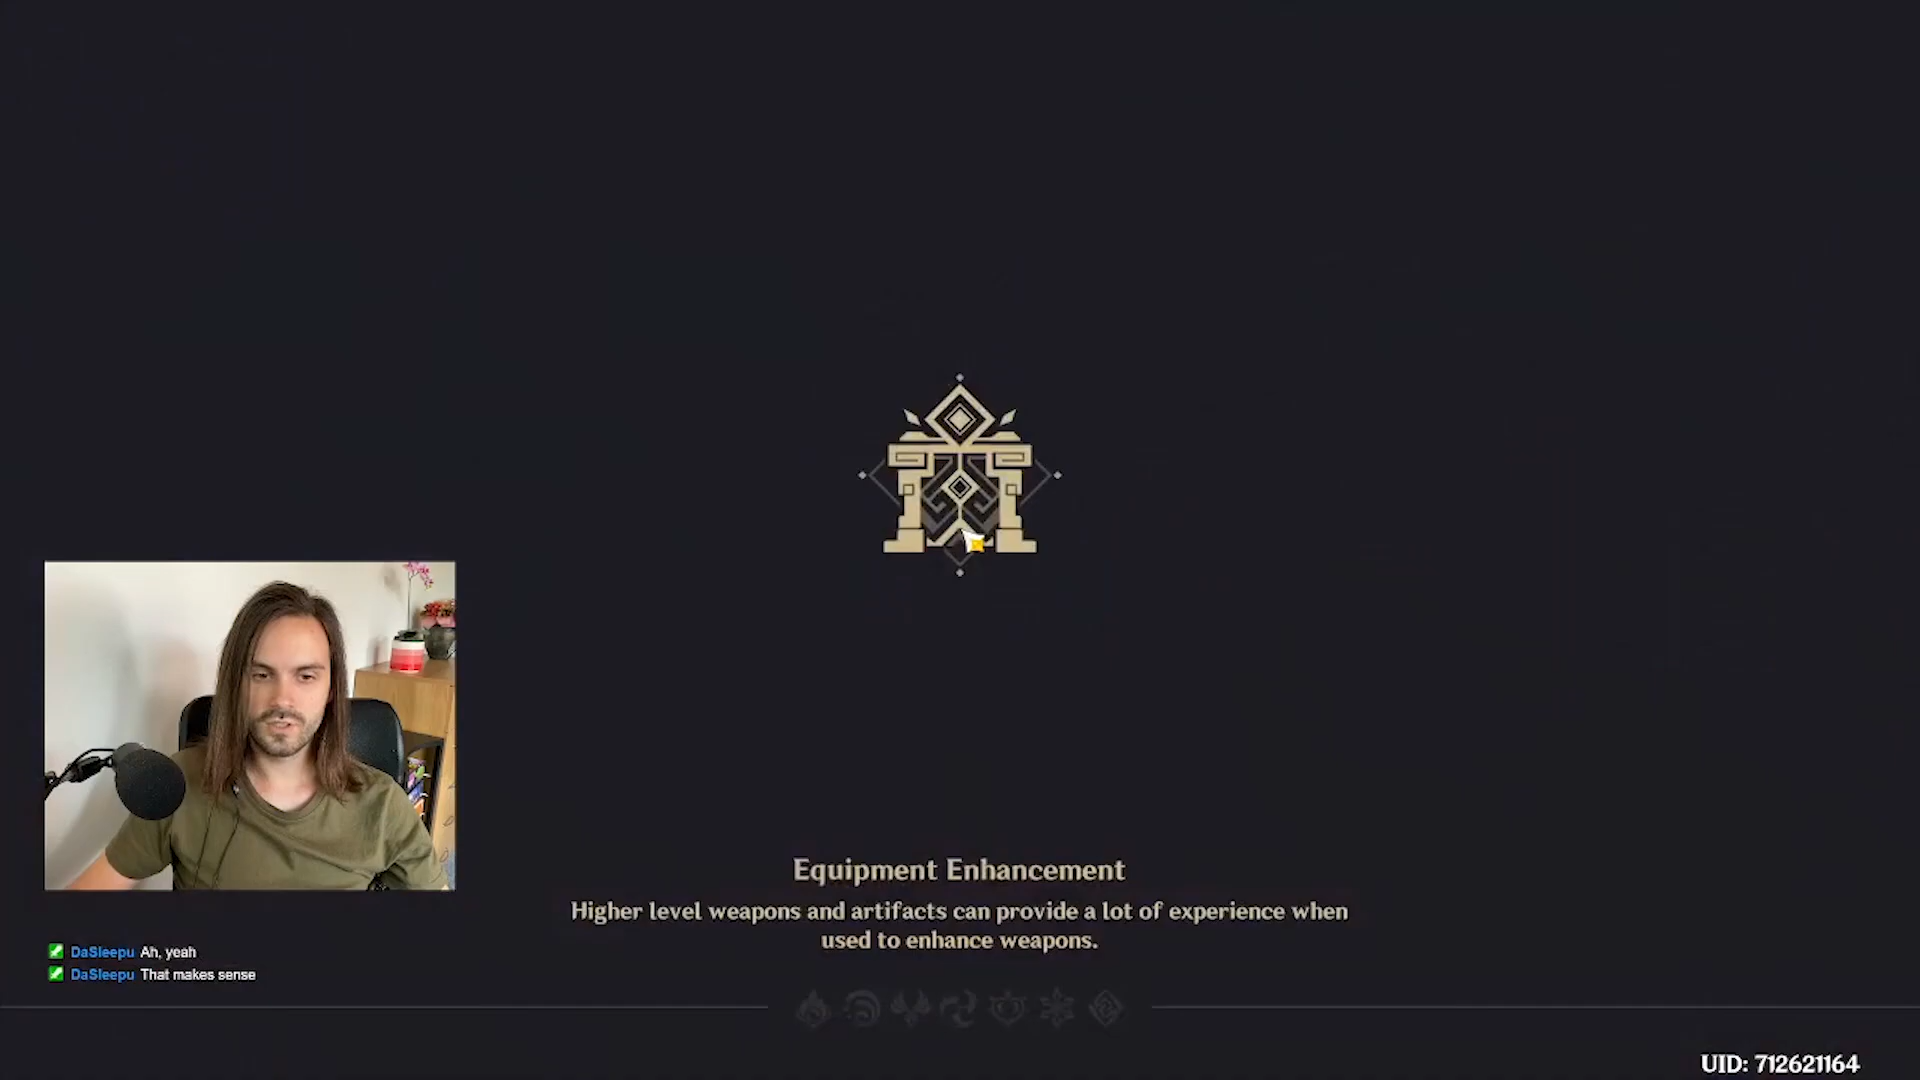 Equipment Enhancement
Higher level weapons and artifacts can provide a lot of experience when
used to enhance weapons.
DaSleepu Ah, yeah
DaSleepu That makes sense
UID: 712621164